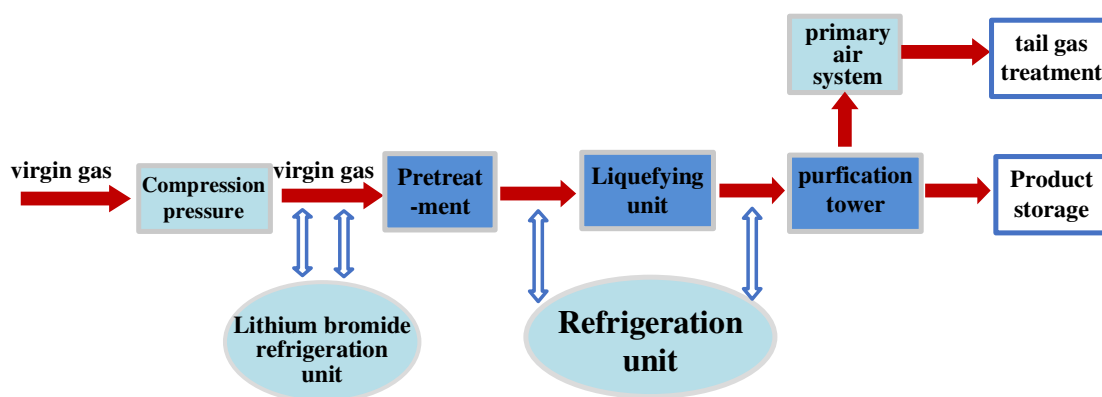 primary
air
system
tail gas
treatment
virgin gas
Compression
pressure
virgin gas
Pretreat
-ment
Liquefying
unit
purfication
tower
Product
storage
Lithium bromide
refrigeration
unit
Refrigeration
unit